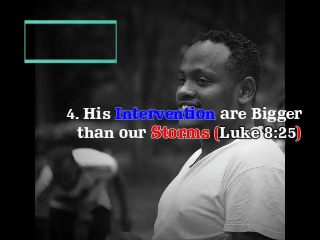 4. His Intervention are Bigger
than our Storms (Luke 8:25)